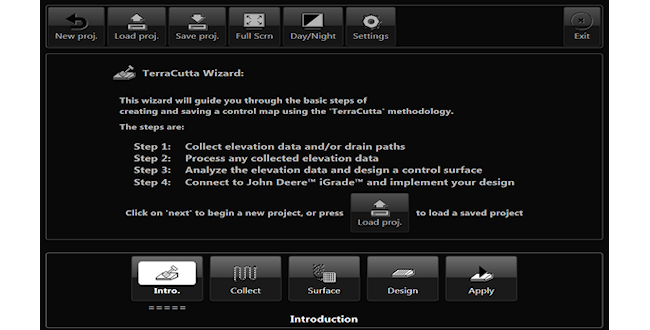 New proj. Load proj. Save proj. Full Scrn Day/Night Settings Exit
TerraCutta Wizard:
This wizard will guide you through the basic steps of
creating and saving a control map using the 'TerraCutta' methodology.
The steps are:
Step 1: Collect elevation data and/or drain paths
Step 2: Process any collected elevation data
Step 3: Analyze the elevation data and design a control surface
Step 4: Connect to John Deere™ iGrade™ and implement your design
Click on 'next' to begin a new project, or press Load proj. to load a saved project
Intro. Collect Surface Design Apply
Introduction